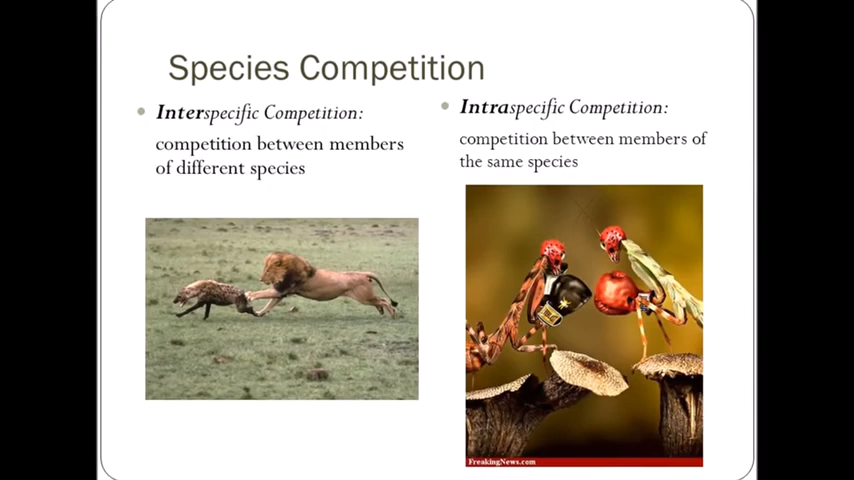 Species Competition
• Interspecific Competition:
competition between members
of different species
• Intraspecific Competition:
competition between members of
the same species
FreakingNews.com